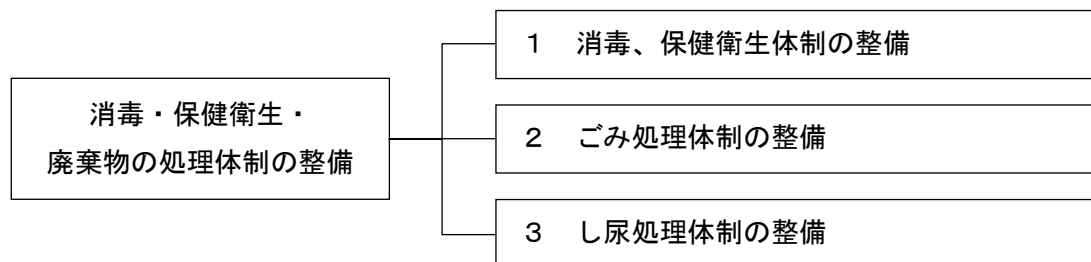 消毒・保健衛生・
廃棄物の処理体制の整備
１　消毒、保健衛生体制の整備
２　ごみ処理体制の整備
３　し尿処理体制の整備